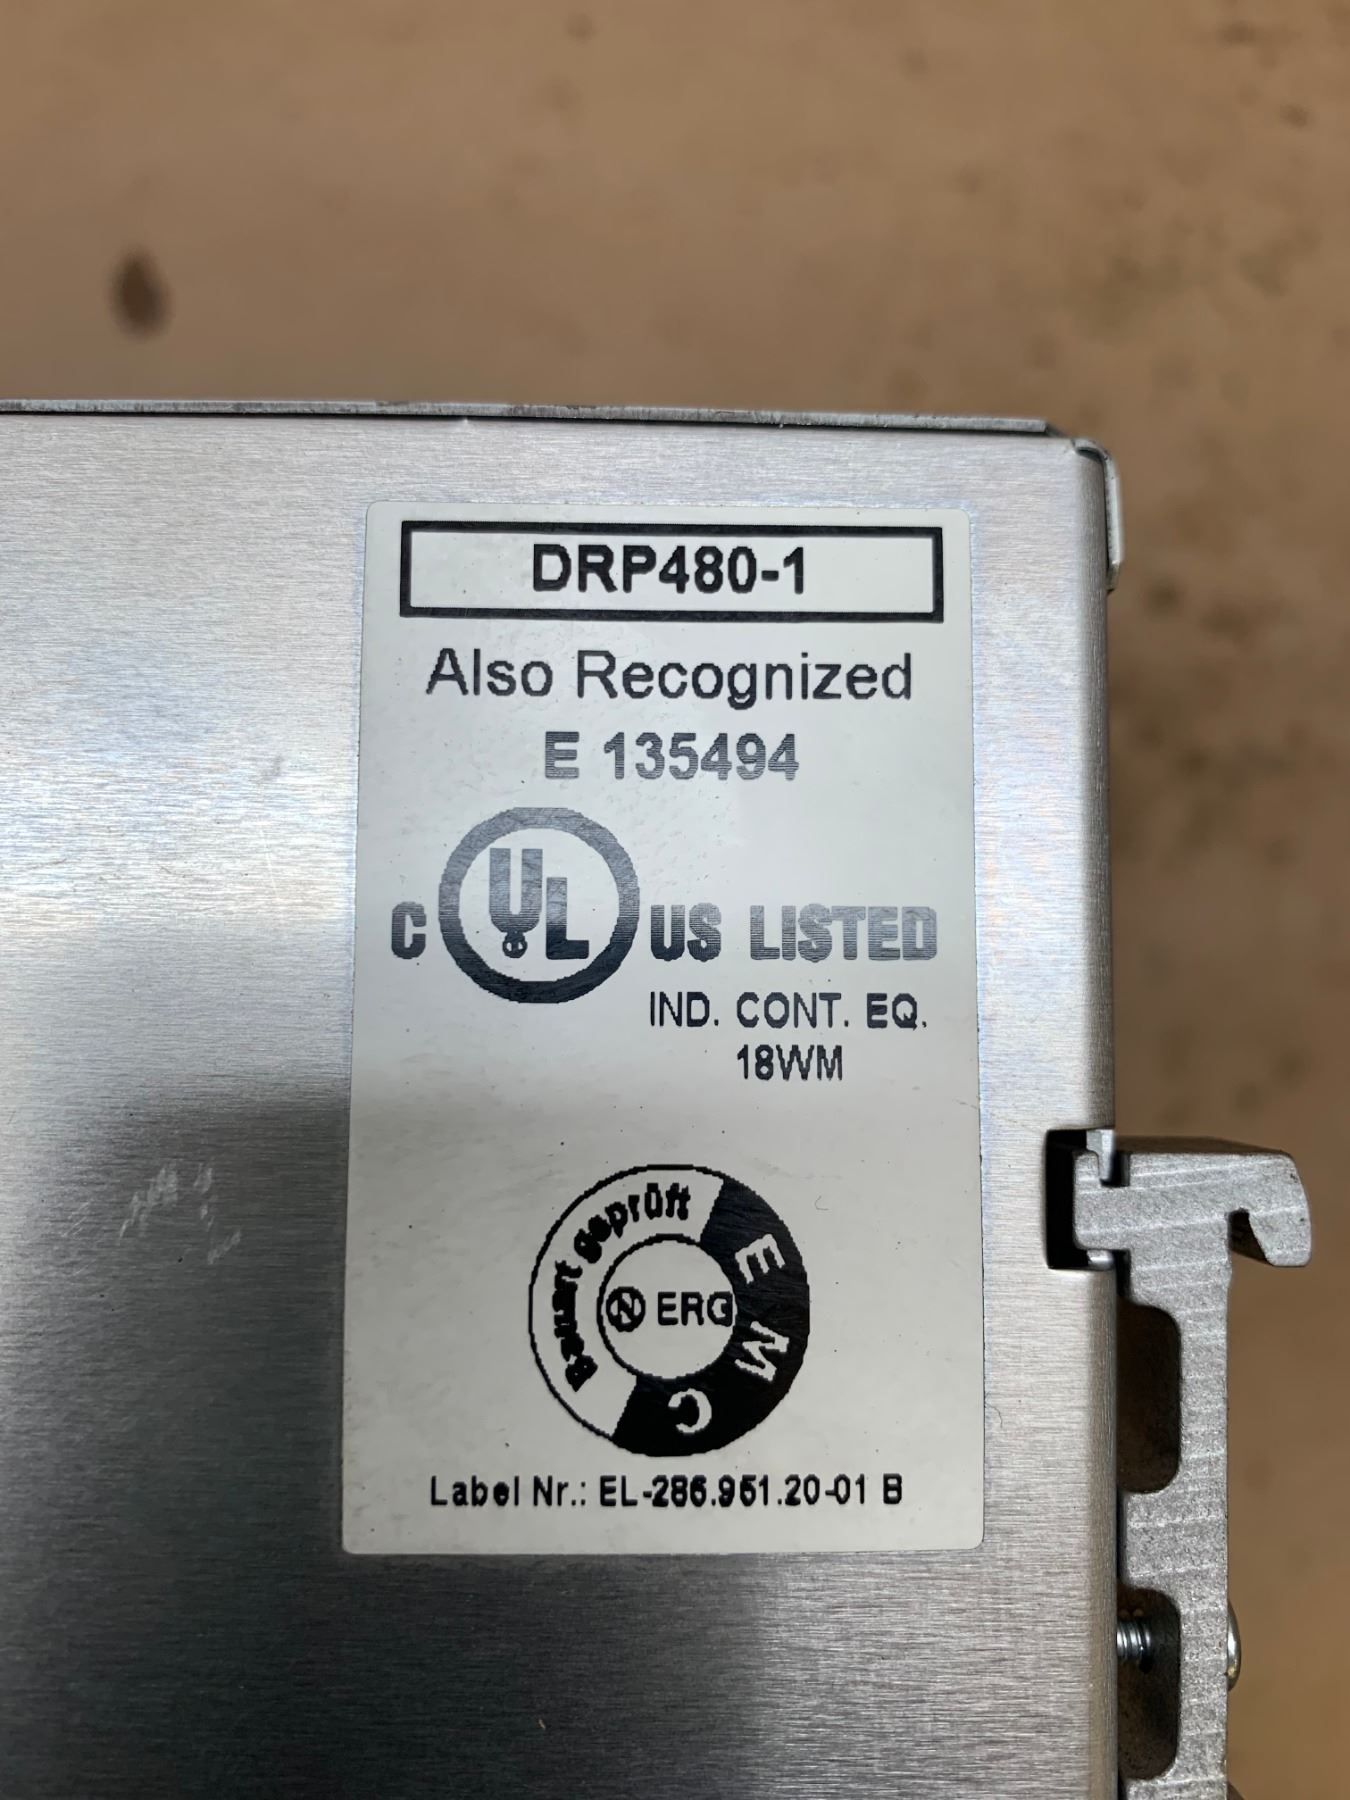 DRP480-1
Also Recognized
E 135494
C UL US LISTED
IND. CONT. EQ.
18WM
Bauart geprüft
EMC
N ERG
Label Nr.: EL-286.951.20-01 B